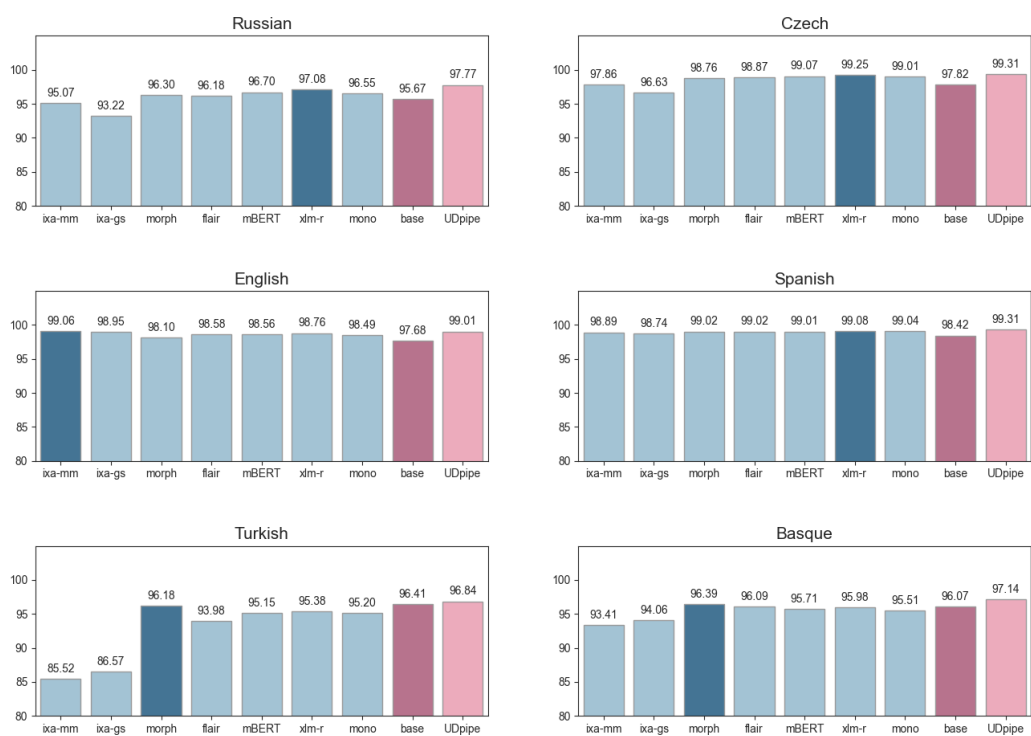 Russian
95.07 93.22 96.30 96.18 96.70 97.08 96.55 95.67 97.77
100
95
90
85
80
ixa-mm ixa-gs morph flair mBERT xlm-r mono base UDpipe
Czech
97.86 96.63 98.76 98.87 99.07 99.25 99.01 97.82 99.31
100
95
90
85
80
ixa-mm ixa-gs morph flair mBERT xlm-r mono base UDpipe
English
99.06 98.95 98.10 98.58 98.56 98.76 98.49 97.68 99.01
100
95
90
85
80
ixa-mm ixa-gs morph flair mBERT xlm-r mono base UDpipe
Spanish
98.89 98.74 99.02 99.02 99.01 99.08 99.04 98.42 99.31
100
95
90
85
80
ixa-mm ixa-gs morph flair mBERT xlm-r mono base UDpipe
Turkish
85.52 86.57 96.18 93.98 95.15 95.38 95.20 96.41 96.84
100
95
90
85
80
ixa-mm ixa-gs morph flair mBERT xlm-r mono base UDpipe
Basque
93.41 94.06 96.39 96.09 95.71 95.98 95.51 96.07 97.14
100
95
90
85
80
ixa-mm ixa-gs morph flair mBERT xlm-r mono base UDpipe